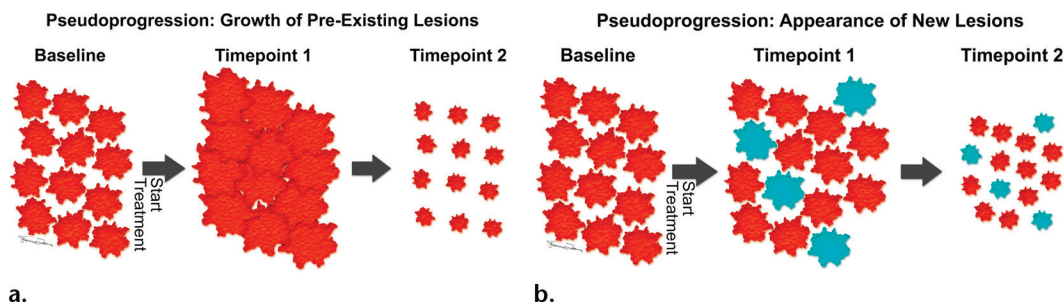 Pseudoprogression: Growth of Pre-Existing Lesions
Baseline
Timepoint 1
Timepoint 2
Start
Treatment
a.
Pseudoprogression: Appearance of New Lesions
Baseline
Timepoint 1
Timepoint 2
Start
Treatment
b.